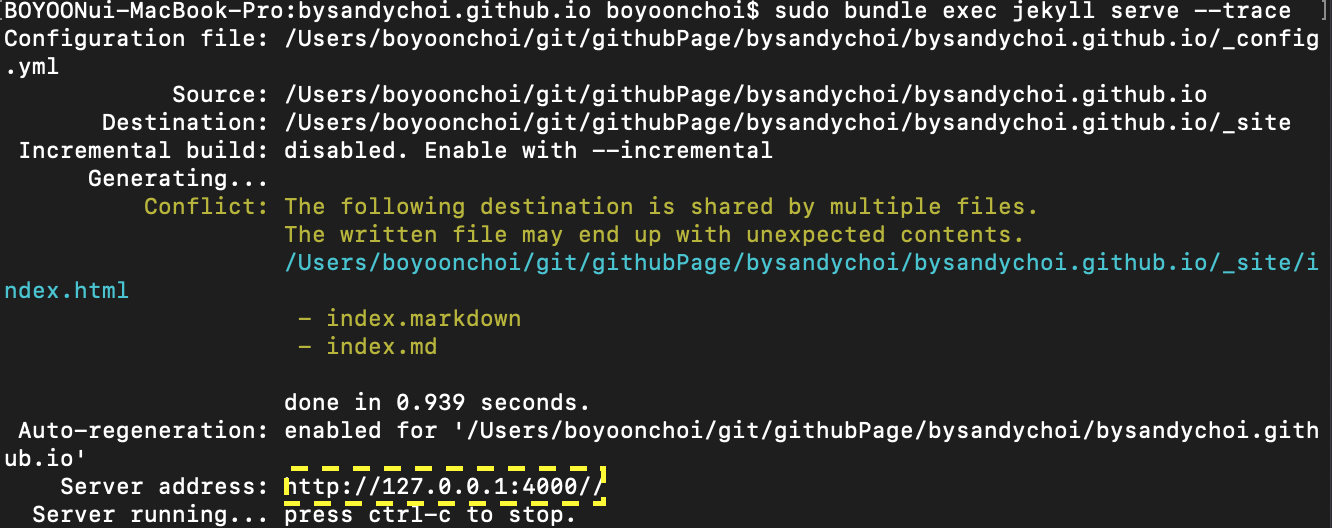 BOYOONui-MacBook-Pro:bysandychoi.github.io boyoonchoi$ sudo bundle exec jekyll serve --trace
Configuration file: /Users/boyoonchoi/git/githubPage/bysandychoi/bysandychoi.github.io/_config
.yml
Source: /Users/boyoonchoi/git/githubPage/bysandychoi/bysandychoi.github.io
Destination: /Users/boyoonchoi/git/githubPage/bysandychoi/bysandychoi.github.io/_site
Incremental build: disabled. Enable with --incremental
Generating...
Conflict: The following destination is shared by multiple files.
The written file may end up with unexpected contents.
/Users/boyoonchoi/git/githubPage/bysandychoi/bysandychoi.github.io/_site/i
ndex.html
- index.markdown
- index.md
done in 0.939 seconds.
Auto-regeneration: enabled for '/Users/boyoonchoi/git/githubPage/bysandychoi/bysandychoi.gith
ub.io'
Server address: http://127.0.0.1:4000//
Server running... press ctrl-c to stop.